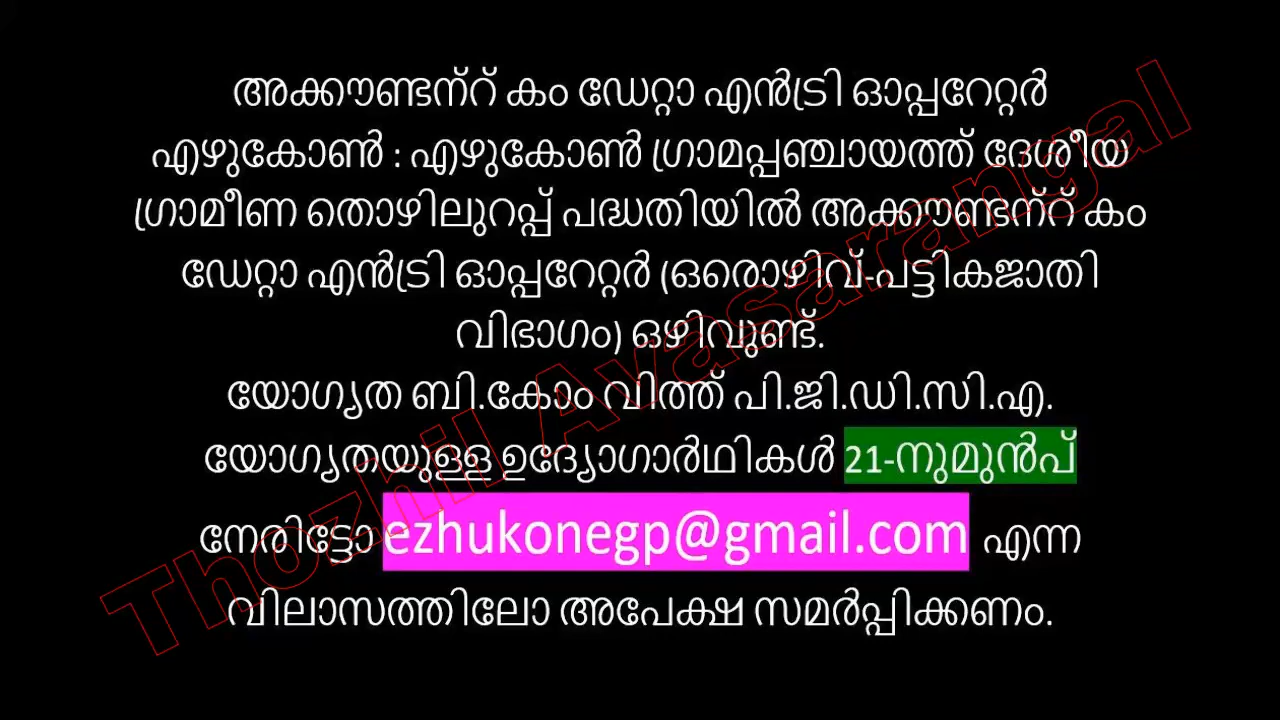 അക്കൗണ്ടന്റ് കം ഡേറ്റാ എൻട്രി ഓപ്പറേറ്റർ
എഴുകോൺ : എഴുകോൺ ഗ്രാമപ്പഞ്ചായത്ത് ദേശീയ
ഗ്രാമീണ തൊഴിലുറപ്പ് പദ്ധതിയിൽ അക്കൗണ്ടന്റ് കം
ഡേറ്റാ എൻട്രി ഓപ്പറേറ്റർ (ഒരൊഴിവ്-പട്ടികജാതി
വിഭാഗം) ഒഴിവുണ്ട്.
യോഗ്യത ബി.കോം വിത്ത് പി.ജി.ഡി.സി.എ.
യോഗ്യതയുള്ള ഉദ്യോഗാർഥികൾ 21-നുമുൻപ്
നേരിട്ടോ ezhukonegp@gmail.com എന്ന
വിലാസത്തിലോ അപേക്ഷ സമർപ്പിക്കണം.
Thozhil Avasarangal